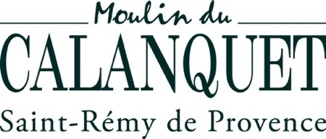 Moulin du
CALANQUET
Saint-Rémy de Provence